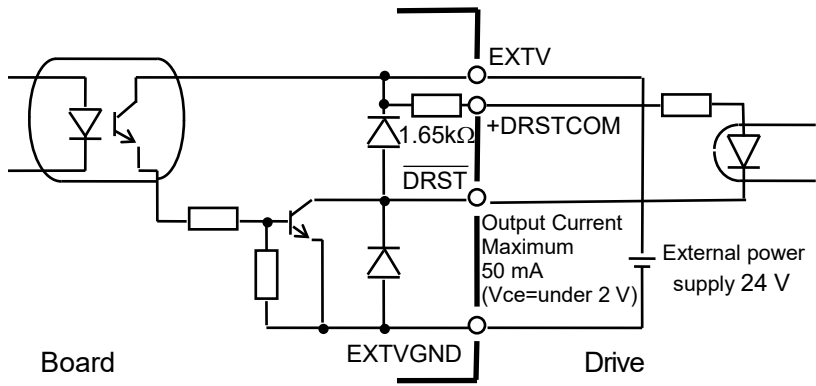 EXTV
1.65kΩ
+DRSTCOM
D̅R̅S̅T̅
Output Current
Maximum
50 mA
(Vce=under 2 V)
External power
supply 24 V
EXTVGND
Board
Drive